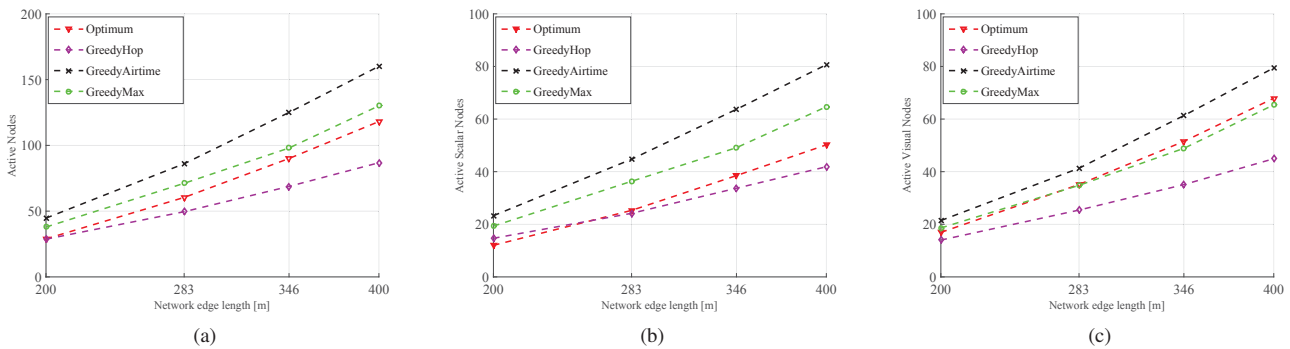 200
150
100
50
0
Active Nodes
Optimum
GreedyHop
GreedyAirtime
GreedyMax
200 283 346 400
Network edge length [m]
(a)
100
80
60
40
20
0
Active Scalar Nodes
Optimum
GreedyHop
GreedyAirtime
GreedyMax
200 283 346 400
Network edge length [m]
(b)
100
80
60
40
20
0
Active Visual Nodes
Optimum
GreedyHop
GreedyAirtime
GreedyMax
200 283 346 400
Network edge length [m]
(c)